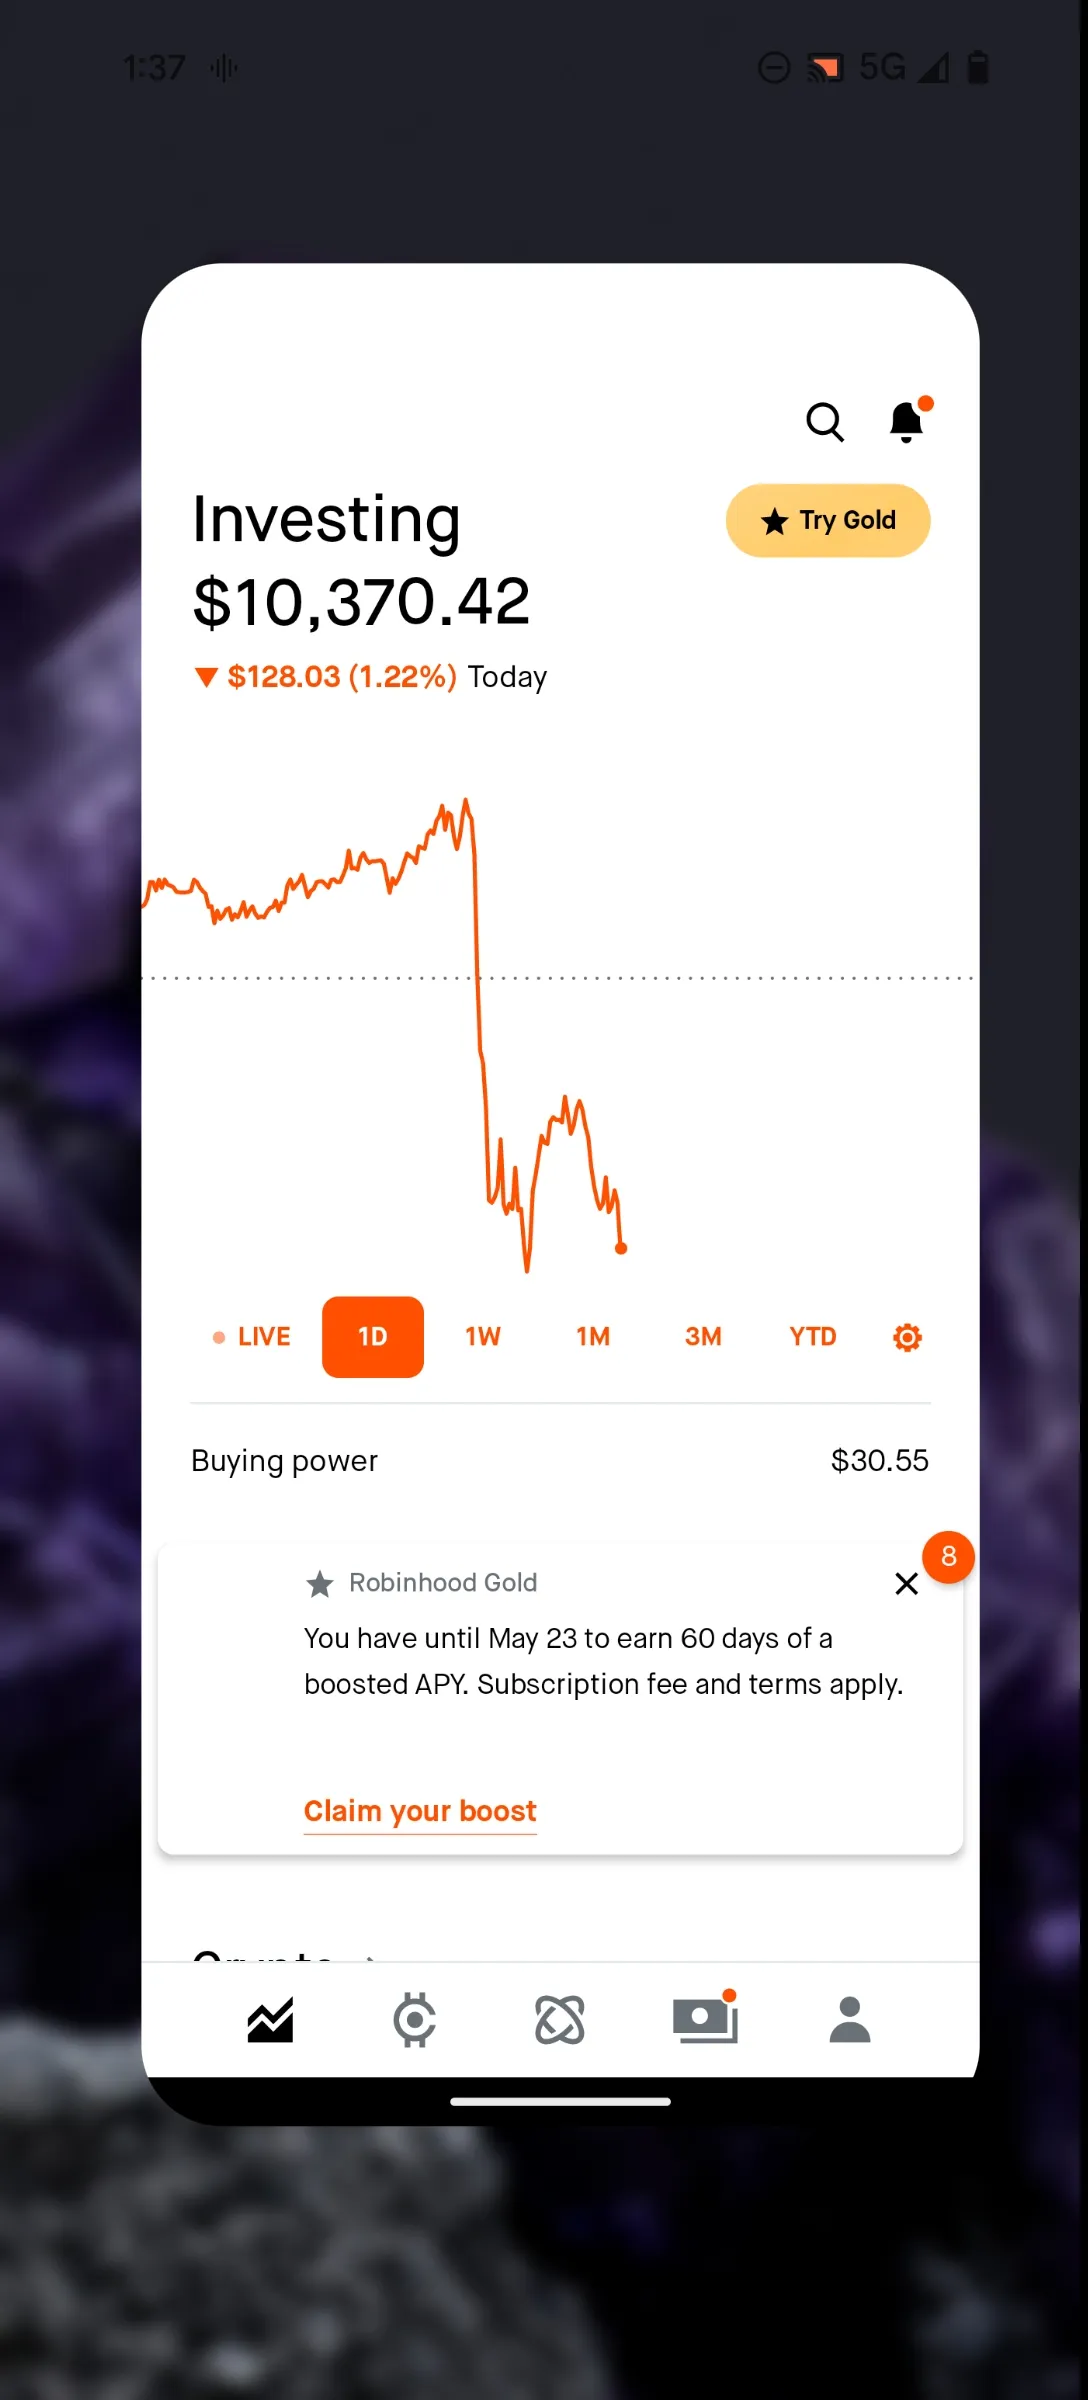 1:37 5G
Investing
Try Gold
$10,370.42
$128.03 (1.22%) Today
LIVE 1D 1W 1M 3M YTD
Buying power $30.55
8
Robinhood Gold
You have until May 23 to earn 60 days of a
boosted APY. Subscription fee and terms apply.
Claim your boost
Crypto